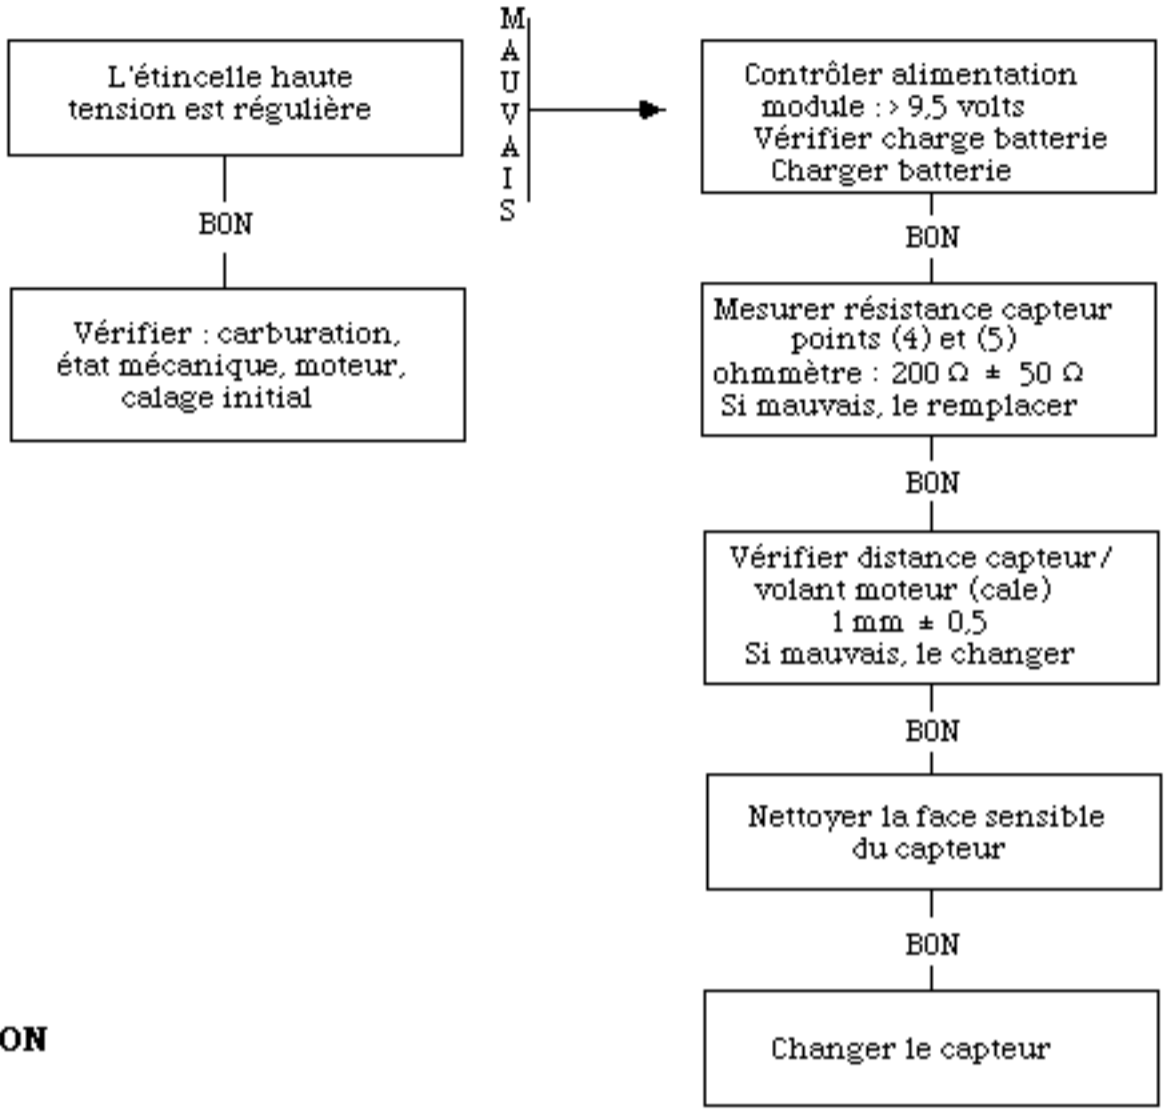 L'étincelle haute
tension est régulière
BON
Vérifier : carburation,
état mécanique, moteur,
calage initial
MAUVAIS
Contrôler alimentation
module : > 9,5 volts
Vérifier charge batterie
Charger batterie
BON
Mesurer résistance capteur
points (4) et (5)
ohmmètre : 200 Ω ± 50 Ω
Si mauvais, le remplacer
BON
Vérifier distance capteur/
volant moteur (cale)
1 mm ± 0,5
Si mauvais, le changer
BON
Nettoyer la face sensible
du capteur
BON
Changer le capteur
ON